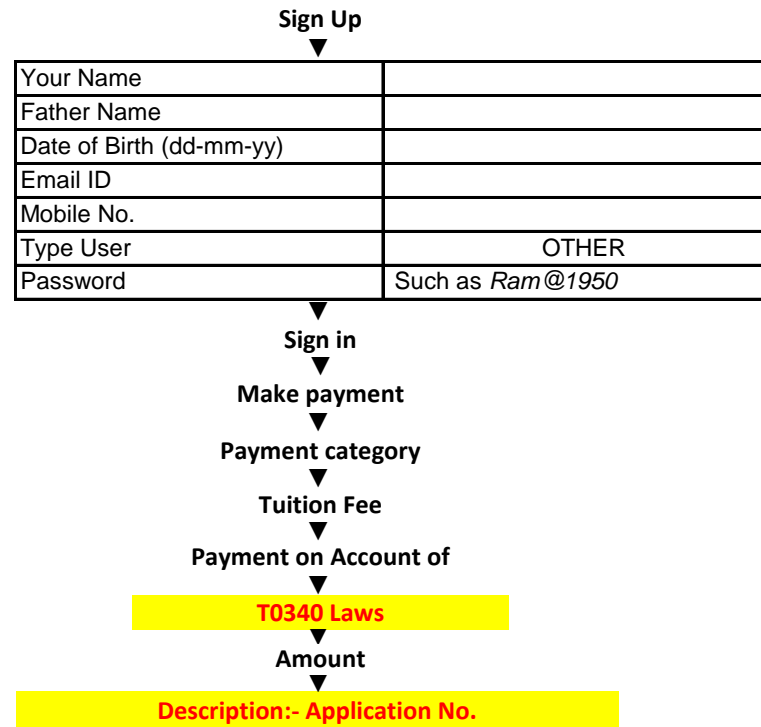 Sign Up
Your Name
Father Name
Date of Birth (dd-mm-yy)
Email ID
Mobile No.
Type User OTHER
Password Such as Ram@1950
Sign in
Make payment
Payment category
Tuition Fee
Payment on Account of
T0340 Laws
Amount
Description:- Application No.